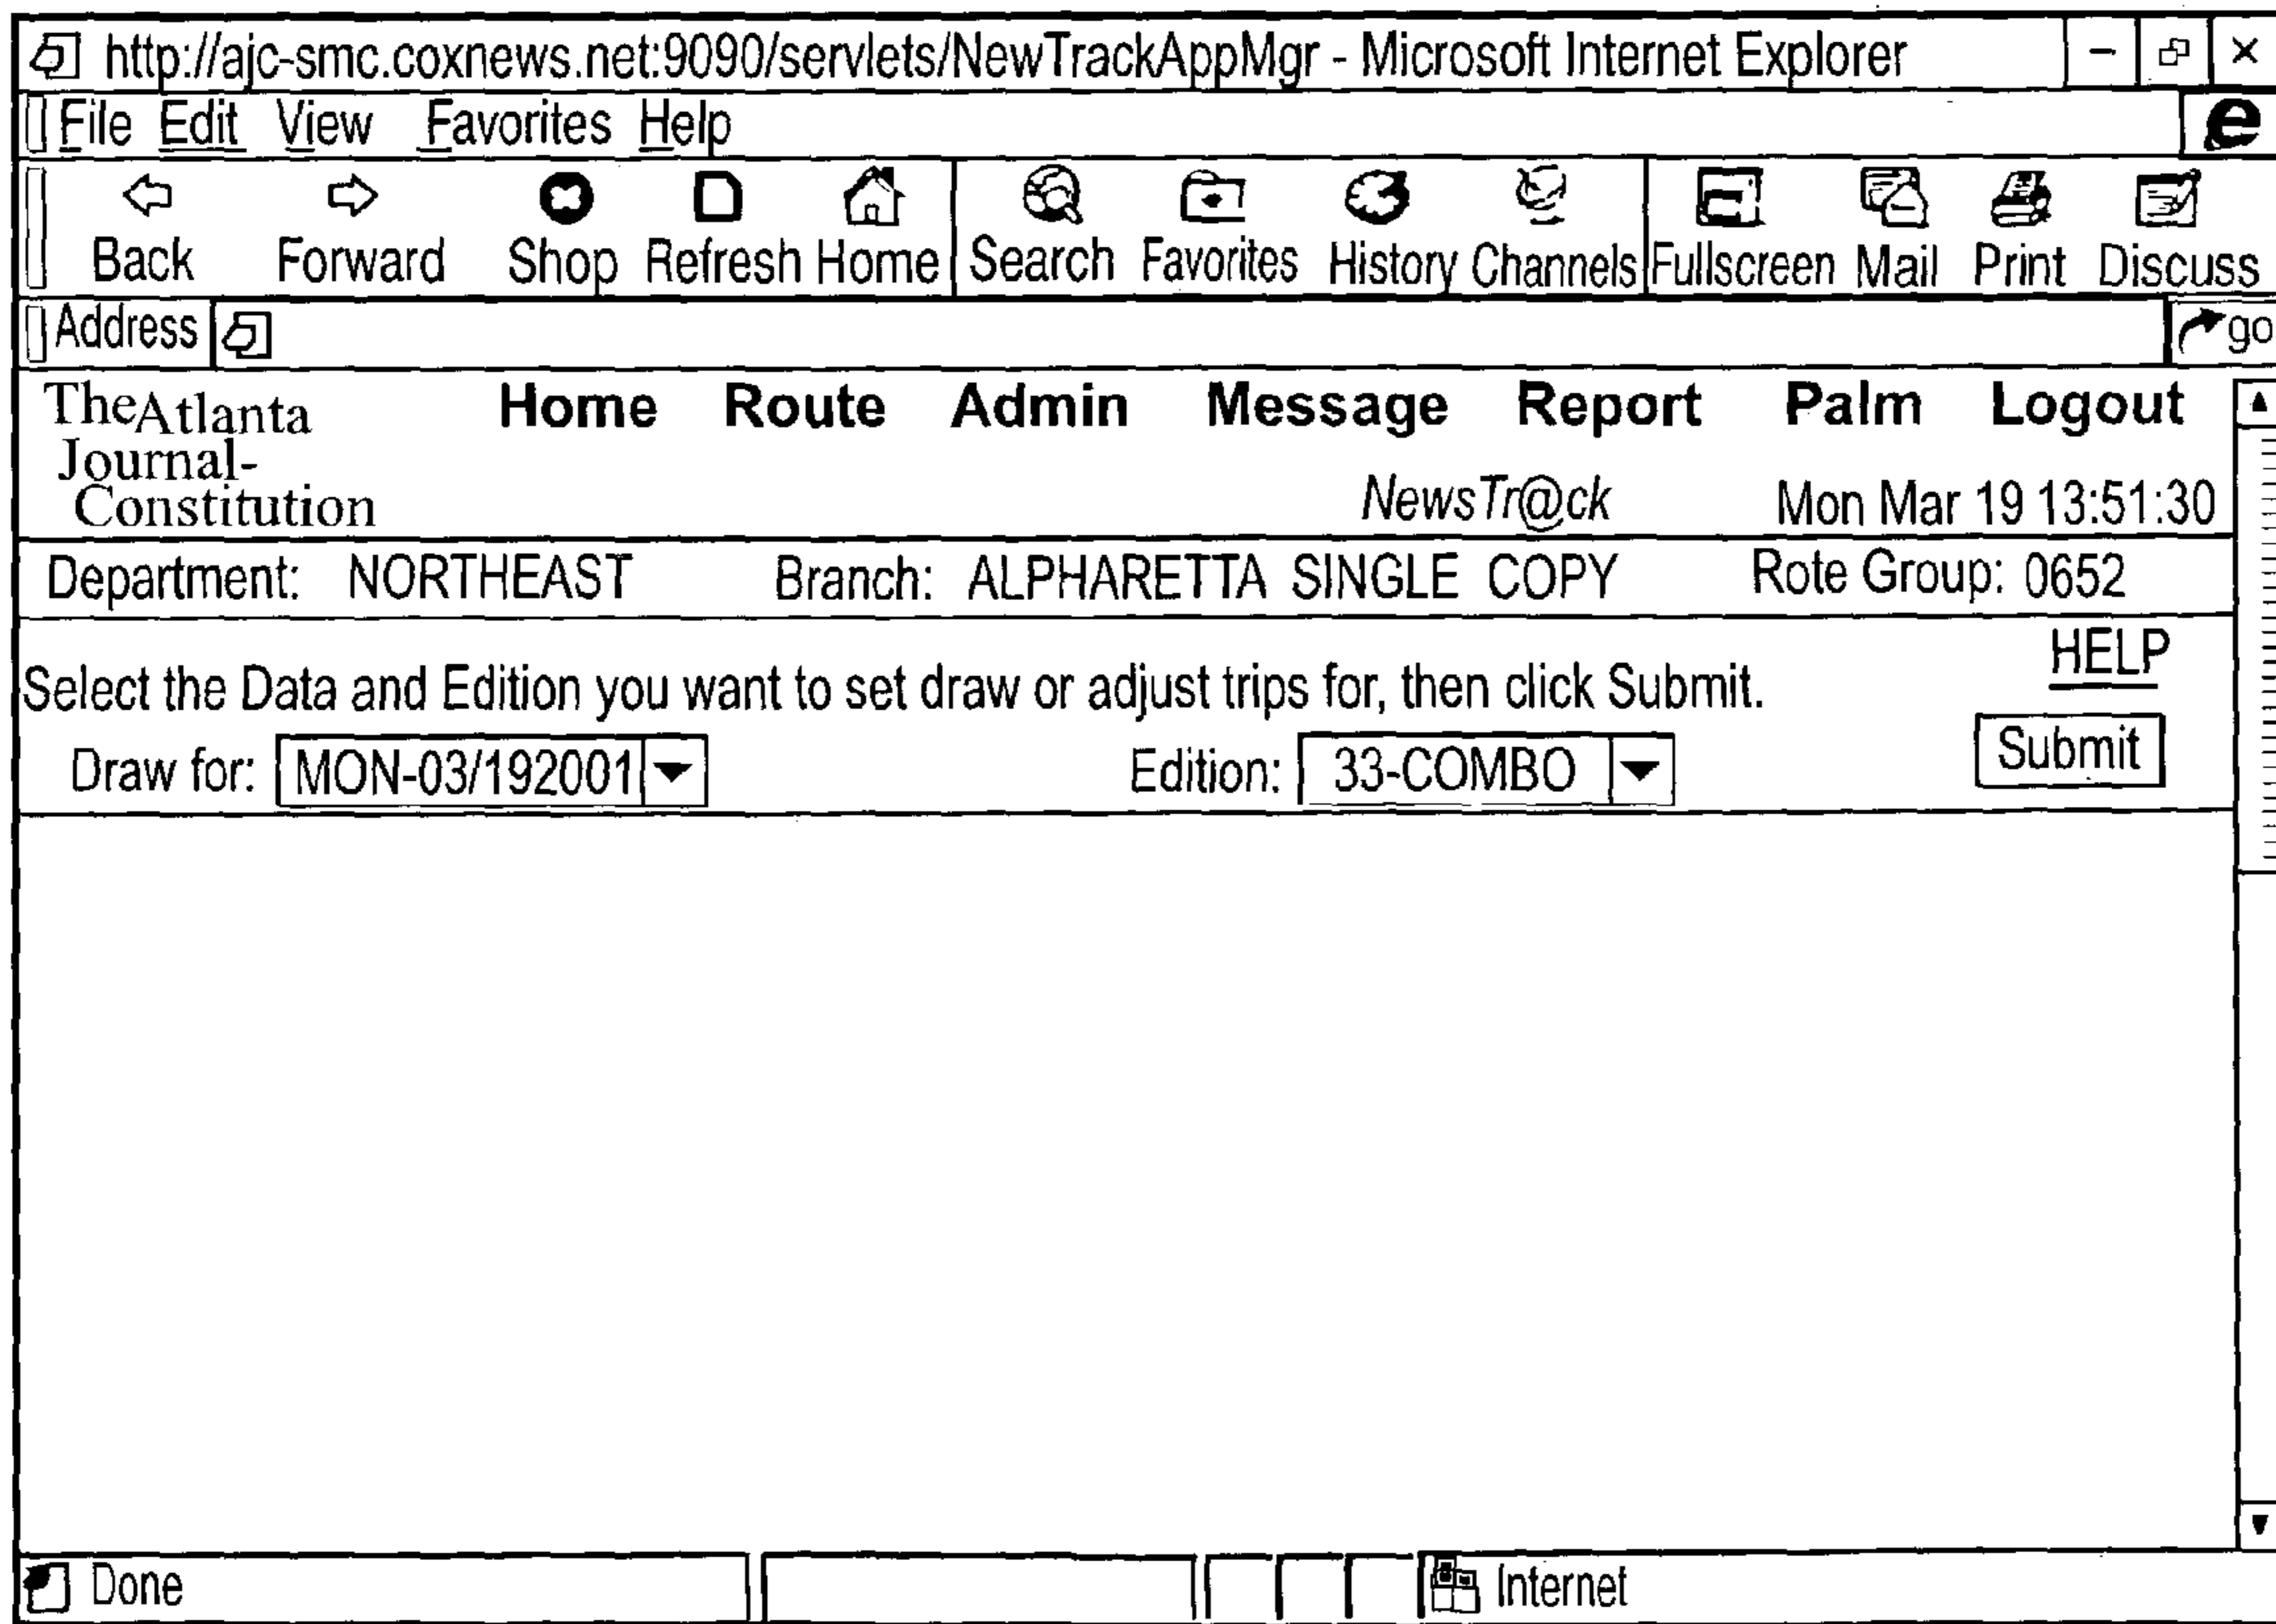 http://ajc-smc.coxnews.net:9090/servlets/NewTrackAppMgr - Microsoft Internet Explorer
File Edit View Favorites Help
Back Forward Shop Refresh Home Search Favorites History Channels Fullscreen Mail Print Discuss
Address go
The Atlanta Journal-Constitution
Home Route Admin Message Report Palm Logout
NewsTr@ck Mon Mar 19 13:51:30
Department: NORTHEAST Branch: ALPHARETTA SINGLE COPY Rote Group: 0652
HELP
Select the Data and Edition you want to set draw or adjust trips for, then click Submit.
Draw for: MON-03/192001 Edition: 33-COMBO Submit
Done Internet